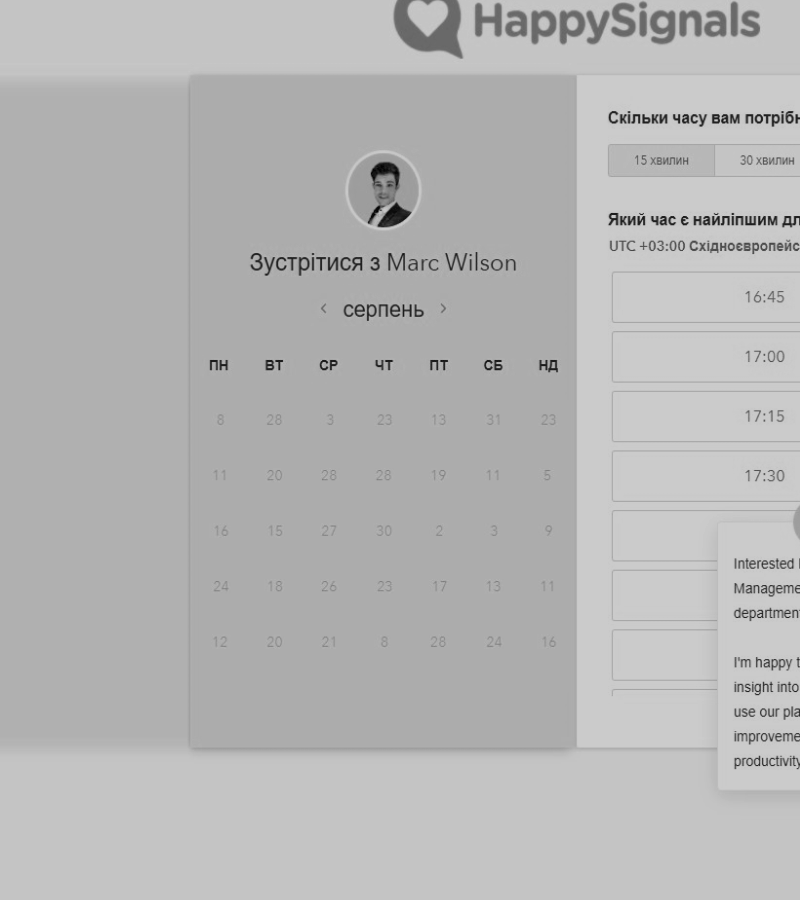 HappySignals
Зустрітися з Marc Wilson
‹ серпень ›
ПН ВТ СР ЧТ ПТ СБ НД
8 28 3 23 13 31 23
11 20 28 28 19 11 5
16 15 27 30 2 3 9
24 18 26 23 17 13 11
12 20 21 8 28 24 16
Скільки часу вам потрібн
15 хвилин 30 хвилин
Який час є найліпшим дл
UTC +03:00 Східноєвропейс
16:45
17:00
17:15
17:30
Interested
Manageme
department
I'm happy t
insight into
use our pla
improveme
productivity